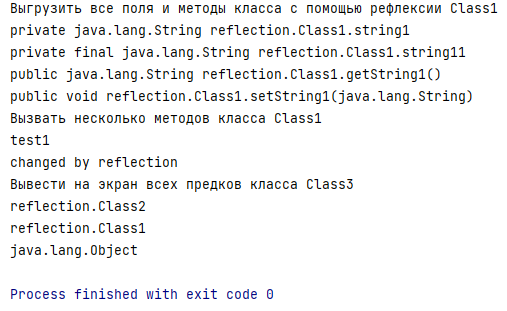 Выгрузить все поля и методы класса с помощью рефлексии Class1
private java.lang.String reflection.Class1.string1
private final java.lang.String reflection.Class1.string11
public java.lang.String reflection.Class1.getString1()
public void reflection.Class1.setString1(java.lang.String)
Вызвать несколько методов класса Class1
test1
changed by reflection
Вывести на экран всех предков класса Class3
reflection.Class2
reflection.Class1
java.lang.Object
Process finished with exit code 0